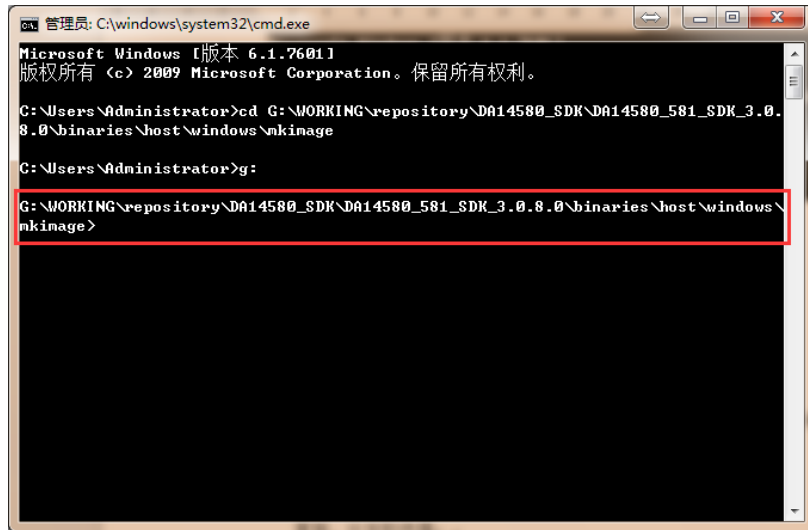 管理员: C:\windows\system32\cmd.exe
Microsoft Windows [版本 6.1.7601]
版权所有 (c) 2009 Microsoft Corporation。保留所有权利。
C:\Users\Administrator>cd G:\WORKING\repository\DA14580_SDK\DA14580_581_SDK_3.0.
8.0\binaries\host\windows\mkimage
C:\Users\Administrator>g:
G:\WORKING\repository\DA14580_SDK\DA14580_581_SDK_3.0.8.0\binaries\host\windows\
mkimage>